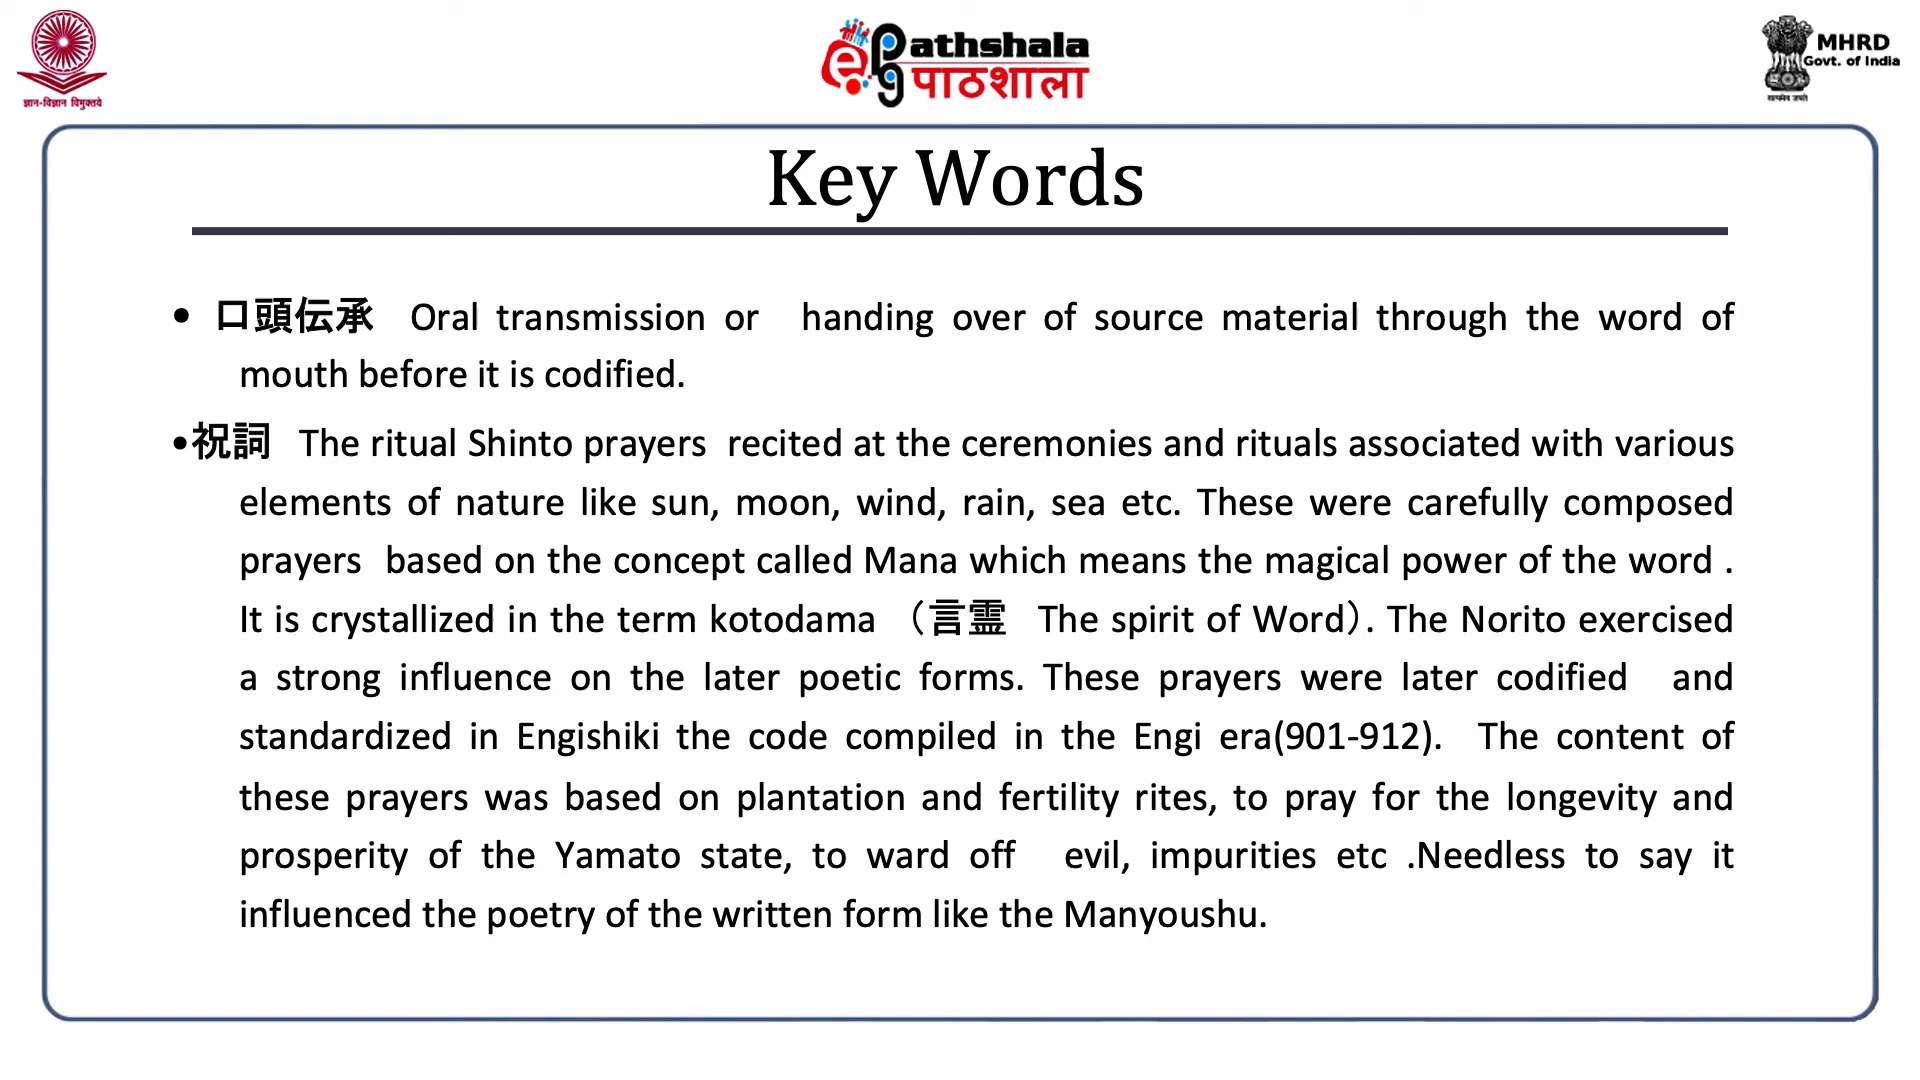 ज्ञान-विज्ञान विमुक्तये
e PG Pathshala
पाठशाला
MHRD
Govt. of India
सत्यमेव जयते
Key Words
• 口頭伝承 Oral transmission or handing over of source material through the word of
mouth before it is codified.
•祝詞 The ritual Shinto prayers recited at the ceremonies and rituals associated with various
elements of nature like sun, moon, wind, rain, sea etc. These were carefully composed
prayers based on the concept called Mana which means the magical power of the word .
It is crystallized in the term kotodama （言霊 The spirit of Word）. The Norito exercised
a strong influence on the later poetic forms. These prayers were later codified and
standardized in Engishiki the code compiled in the Engi era(901-912). The content of
these prayers was based on plantation and fertility rites, to pray for the longevity and
prosperity of the Yamato state, to ward off evil, impurities etc .Needless to say it
influenced the poetry of the written form like the Manyoushu.